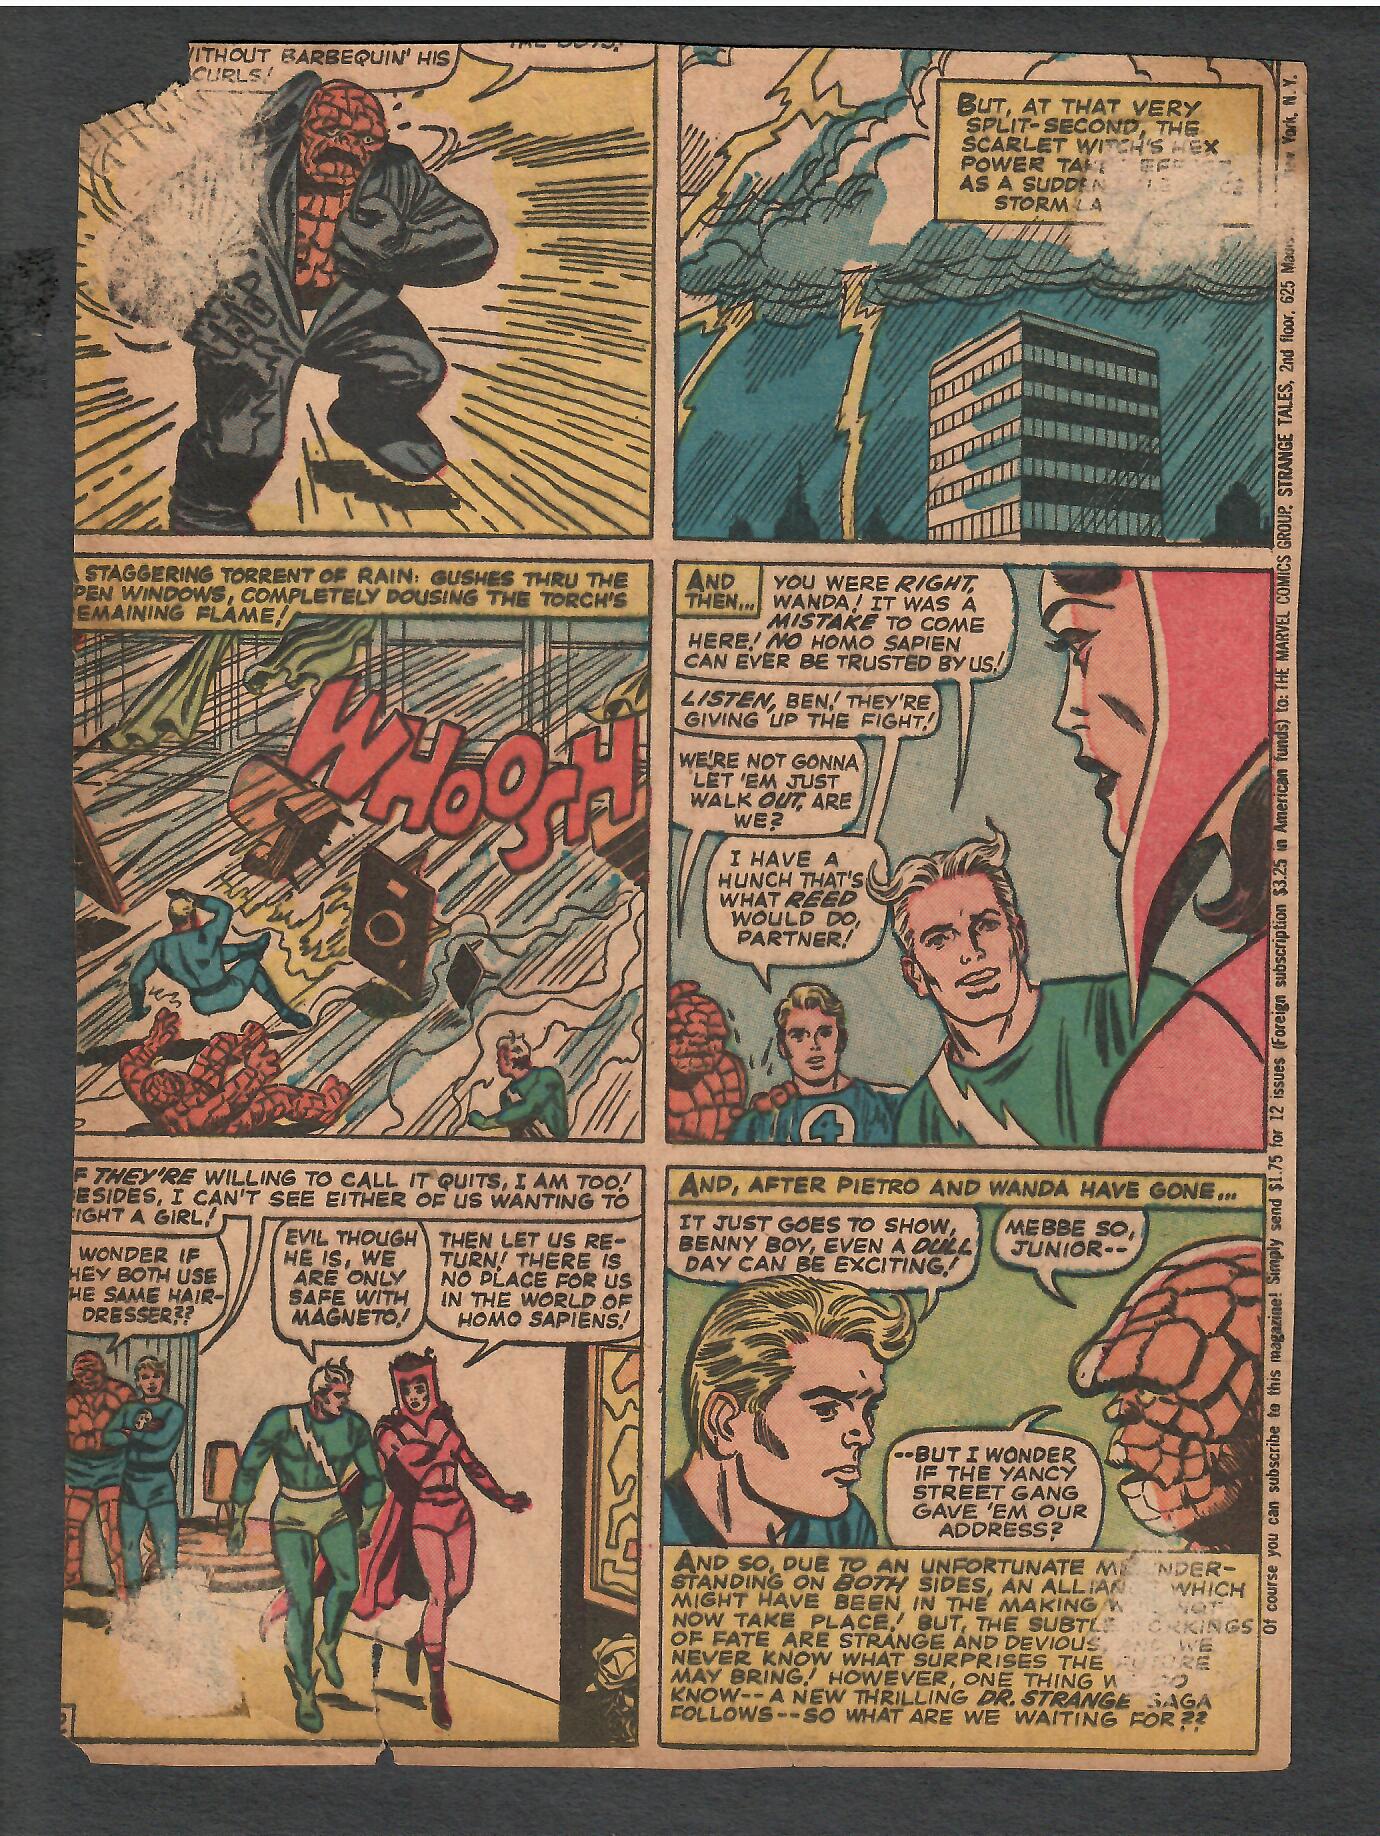 WITHOUT BARBEQUIN' HIS
CURLS!
BUT, AT THAT VERY
SPLIT-SECOND, THE
SCARLET WITCH'S HEX
POWER
AS A SUDDEN
STORM
A STAGGERING TORRENT OF RAIN: GUSHES THRU THE
PEN WINDOWS, COMPLETELY DOUSING THE TORCH'S
EMAINING FLAME!
WHOOSH
AND
THEN...
YOU WERE RIGHT,
WANDA! IT WAS A
MISTAKE TO COME
HERE! NO HOMO SAPIEN
CAN EVER BE TRUSTED BY US!
LISTEN, BEN! THEY'RE
GIVING UP THE FIGHT!
WE'RE NOT GONNA
LET 'EM JUST
WALK OUT, ARE
WE?
I HAVE A
HUNCH THAT'S
WHAT REED
WOULD DO,
PARTNER!
4
F THEY'RE WILLING TO CALL IT QUITS, I AM TOO!
ESIDES, I CAN'T SEE EITHER OF US WANTING TO
IGHT A GIRL!
WONDER IF
HEY BOTH USE
HE SAME HAIR-
DRESSER??
EVIL THOUGH
HE IS, WE
ARE ONLY
SAFE WITH
MAGNETO!
THEN LET US RE-
TURN! THERE IS
NO PLACE FOR US
IN THE WORLD OF
HOMO SAPIENS!
AND, AFTER PIETRO AND WANDA HAVE GONE...
IT JUST GOES TO SHOW,
BENNY BOY, EVEN A DULL
DAY CAN BE EXCITING!
MEBBE SO,
JUNIOR--
--BUT I WONDER
IF THE YANCY
STREET GANG
GAVE 'EM OUR
ADDRESS?
AND SO, DUE TO AN UNFORTUNATE M NDER-
STANDING ON BOTH SIDES, AN ALLIAN WHICH
MIGHT HAVE BEEN IN THE MAKING NOT
NOW TAKE PLACE! BUT, THE SUBTLE WORKINGS
OF FATE ARE STRANGE AND DEVIOUS, WE
NEVER KNOW WHAT SURPRISES THE FUTURE
MAY BRING! HOWEVER, ONE THING DO
KNOW--A NEW THRILLING DR. STRANGE SAGA
FOLLOWS--SO WHAT ARE WE WAITING FOR??
Of course you can subscribe to this magazine! Simply send $1.75 for 12 issues (Foreign subscription $3.25 in American funds) to: THE MARVEL COMICS GROUP, STRANGE TALES, 2nd floor, 625 Mad New York, N. Y.